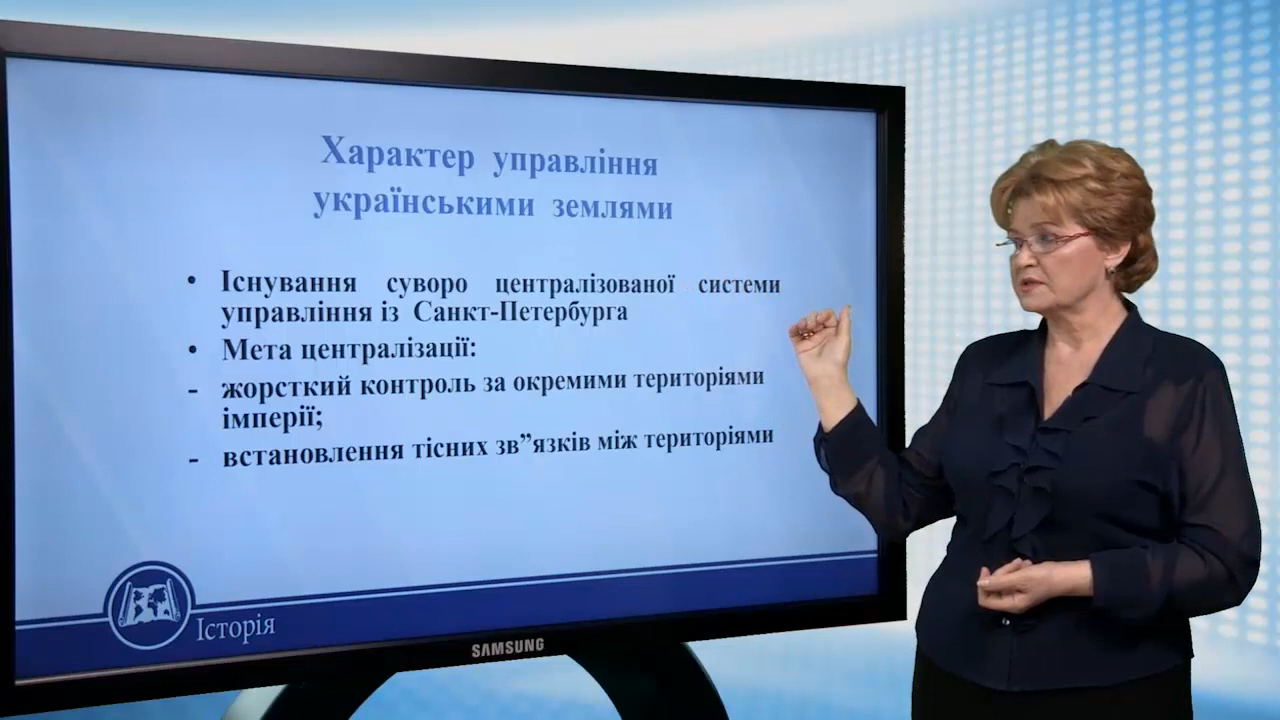 Характер управління
українськими землями
• Існування суворо централізованої системи
управління із Санкт-Петербурга
• Мета централізації:
- жорсткий контроль за окремими територіями
імперії;
- встановлення тісних зв”язків між територіями
Історія
SAMSUNG